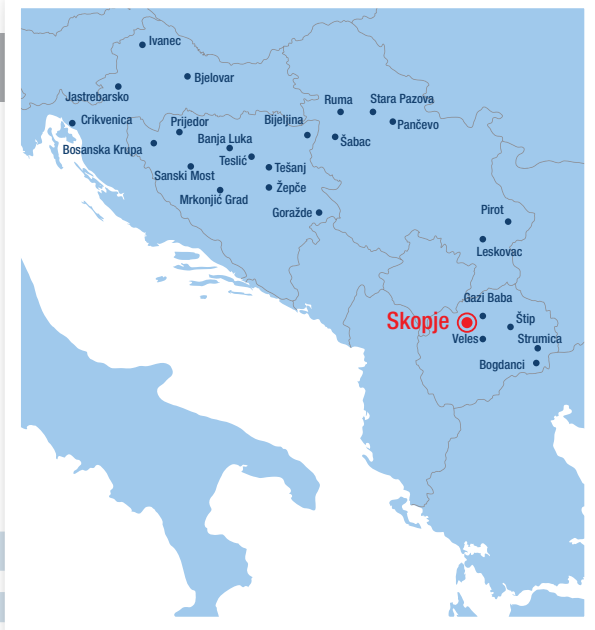 Ivanec
Bjelovar
Jastrebarsko
Ruma
Stara Pazova
Crikvenica
Prijedor
Bijeljina
Pančevo
Banja Luka
Šabac
Bosanska Krupa
Teslić
Tešanj
Sanski Most
Žepče
Mrkonjić Grad
Goražde
Pirot
Leskovac
Gazi Baba
Skopje
Štip
Veles
Strumica
Bogdanci